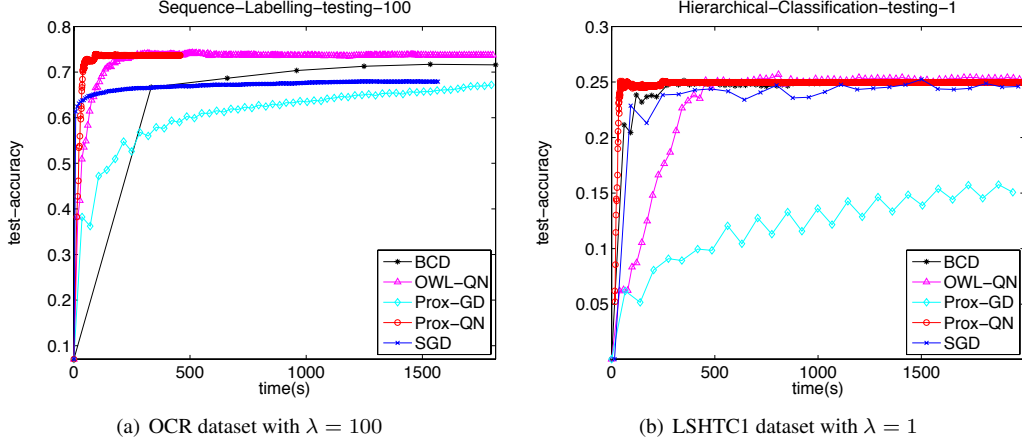 Sequence−Labelling−testing−100
0.8
0.7
0.6
0.5
0.4
0.3
0.2
0.1
test-accuracy
BCD
OWL−QN
Prox−GD
Prox−QN
SGD
0
500
1000
1500
time(s)
(a) OCR dataset with λ = 100
Hierarchical−Classification−testing−1
0.3
0.25
0.2
0.15
0.1
0.05
test-accuracy
BCD
OWL−QN
Prox−GD
Prox−QN
SGD
0
500
1000
1500
time(s)
(b) LSHTC1 dataset with λ = 1